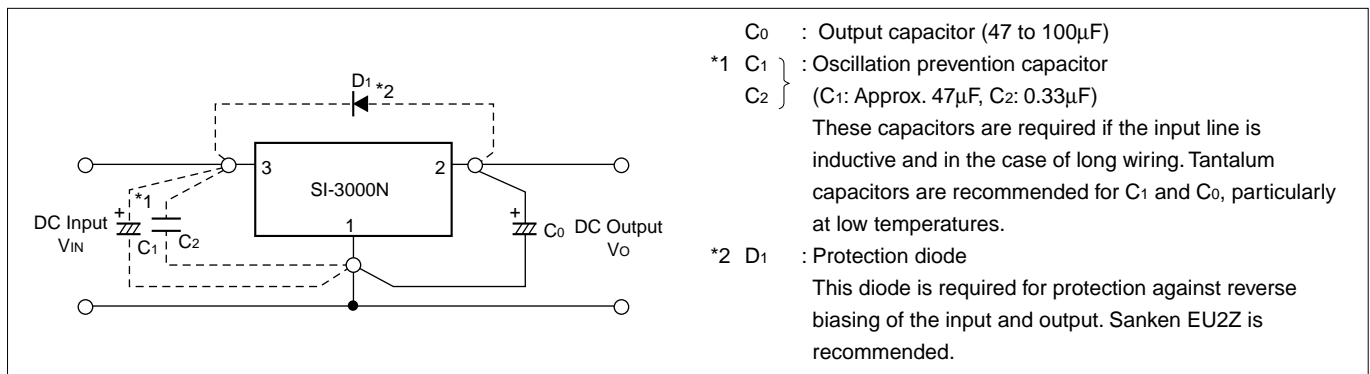 D1 *2
3
2
SI-3000N
1
*1
+
DC Input
VIN
C1
C2
+
C0
DC Output
VO
C0 : Output capacitor (47 to 100μF)
*1 C1 : Oscillation prevention capacitor
C2 (C1: Approx. 47μF, C2: 0.33μF)
These capacitors are required if the input line is
inductive and in the case of long wiring. Tantalum
capacitors are recommended for C1 and C0, particularly
at low temperatures.
*2 D1 : Protection diode
This diode is required for protection against reverse
biasing of the input and output. Sanken EU2Z is
recommended.